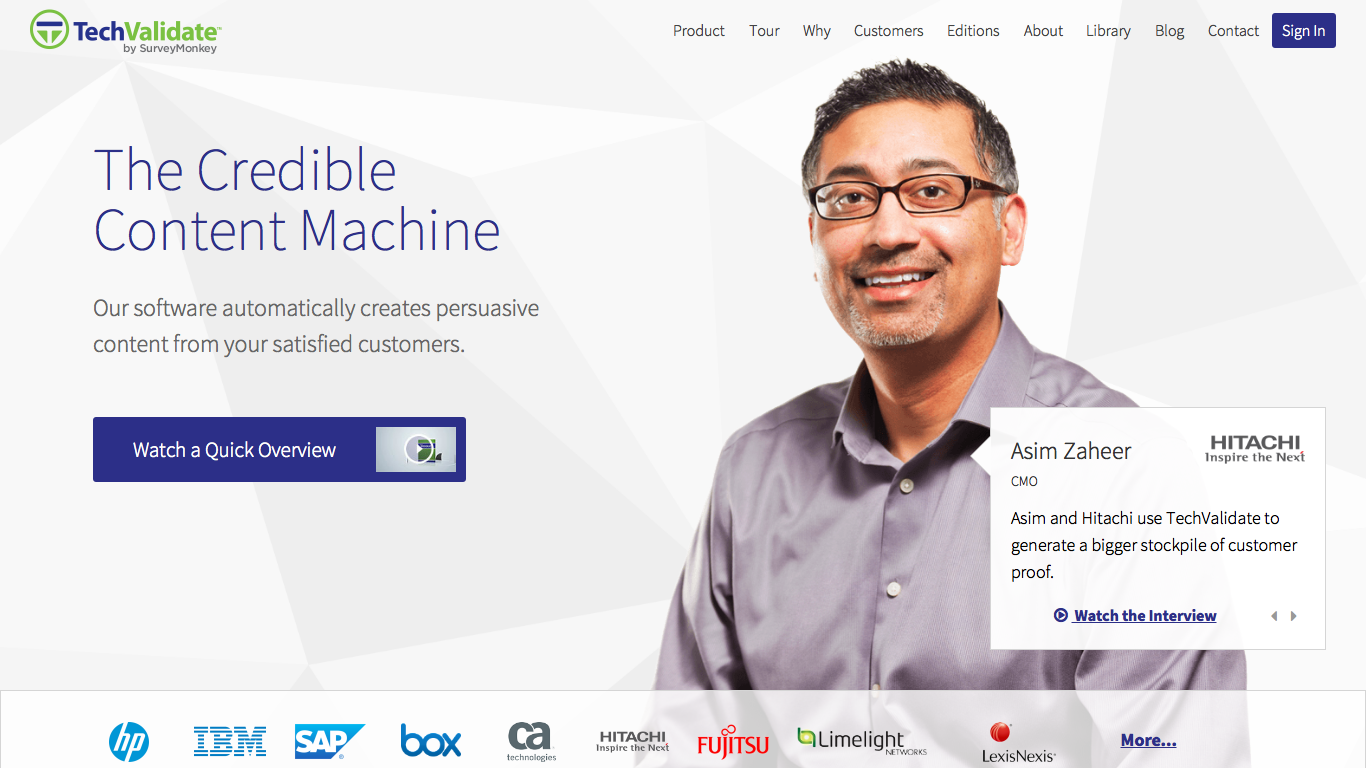 TechValidate™
by SurveyMonkey
Product Tour Why Customers Editions About Library Blog Contact Sign In
The Credible
Content Machine
Our software automatically creates persuasive
content from your satisfied customers.
Watch a Quick Overview
Asim Zaheer
CMO
HITACHI
Inspire the Next
Asim and Hitachi use TechValidate to
generate a bigger stockpile of customer
proof.
Watch the Interview
hp
IBM
SAP
box
ca
technologies
HITACHI
Inspire the Next
FUJITSU
Limelight
NETWORKS
LexisNexis
More...